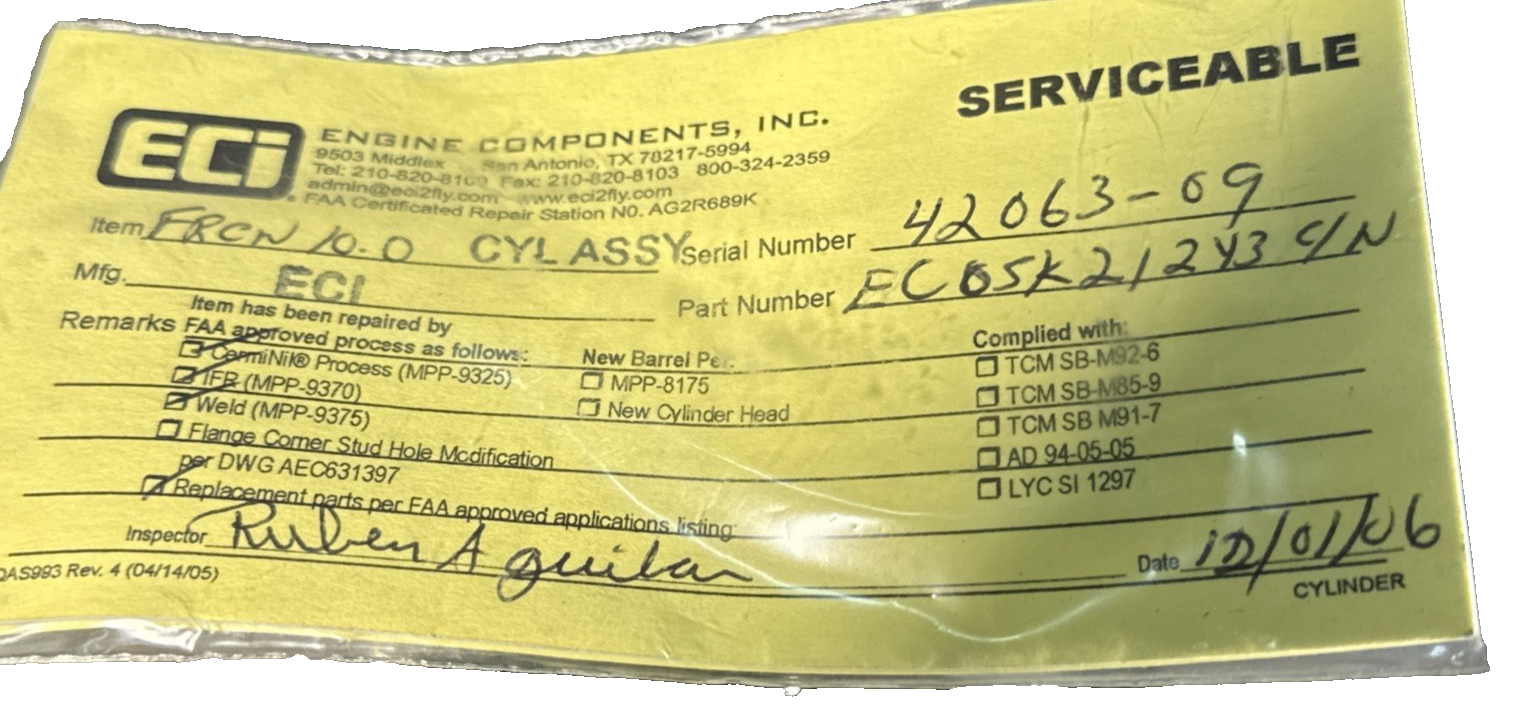 SERVICEABLE
ECi
ENGINE COMPONENTS, INC.
9503 Middlex San Antonio, TX 78217-5994
Tel: 210-820-8100 Fax: 210-820-8103 800-324-2359
admin@eci2fly.com www.eci2fly.com
FAA Certificated Repair Station N0. AG2R689K
Item FRCN 10.0 CYL ASSY Serial Number 42063-09
Mfg. ECI Part Number EC05K21243 C/N
Remarks Item has been repaired by
FAA approved process as follows:
CermiNil® Process (MPP-9325)
IFR (MPP-9370)
Weld (MPP-9375)
Flange Corner Stud Hole Modification
per DWG AEC631397
Replacement parts per FAA approved applications listing:
New Barrel Per:
MPP-8175
New Cylinder Head
Complied with:
TCM SB-M92-6
TCM SB-M85-9
TCM SB M91-7
AD 94-05-05
LYC SI 1297
Inspector Ruben Aguilar Date 12/01/06
QAS993 Rev. 4 (04/14/05)
CYLINDER